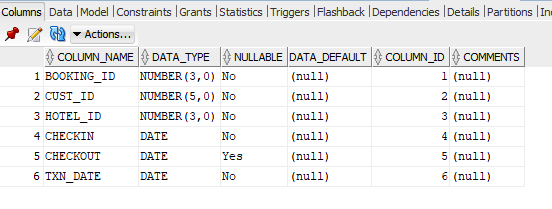 Columns Data Model Constraints Grants Statistics Triggers Flashback Dependencies Details Partitions
Actions...
COLUMN_NAME DATA_TYPE NULLABLE DATA_DEFAULT COLUMN_ID COMMENTS
1 BOOKING_ID NUMBER(3,0) No (null) 1 (null)
2 CUST_ID NUMBER(5,0) No (null) 2 (null)
3 HOTEL_ID NUMBER(3,0) No (null) 3 (null)
4 CHECKIN DATE No (null) 4 (null)
5 CHECKOUT DATE Yes (null) 5 (null)
6 TXN_DATE DATE No (null) 6 (null)